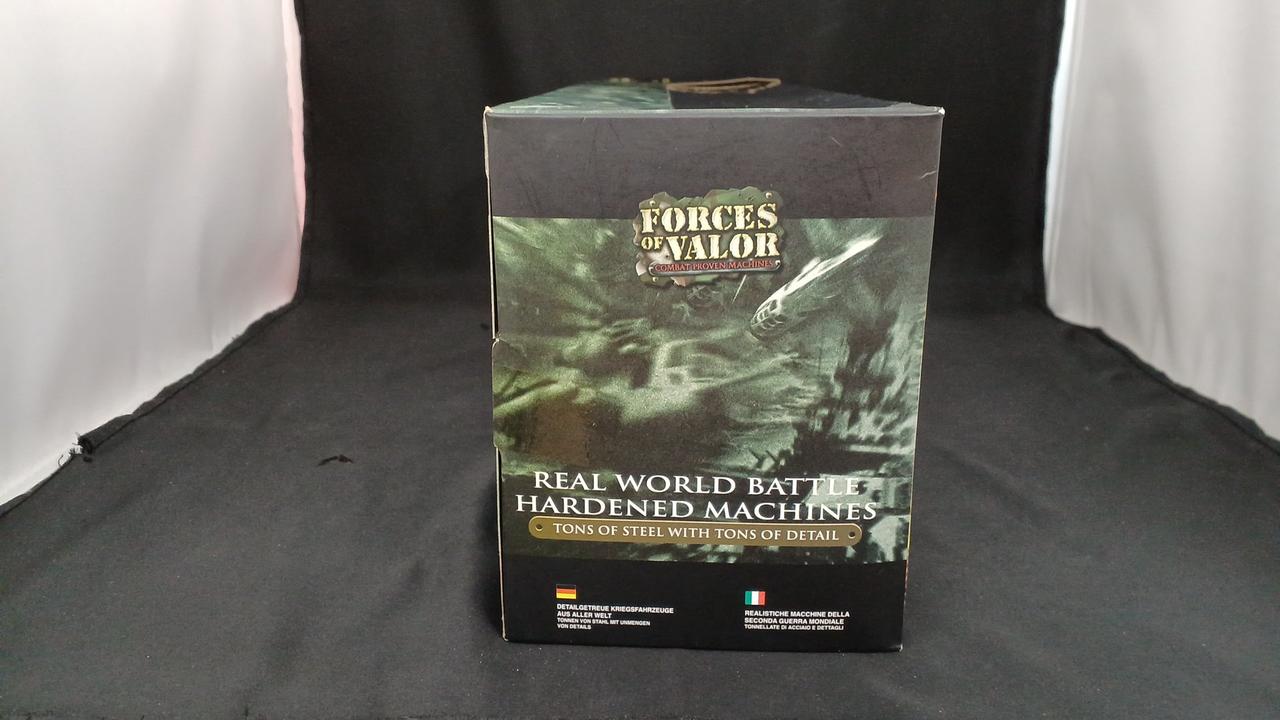 FORCES
OF VALOR
COMBAT PROVEN MACHINES
REAL WORLD BATTLE
HARDENED MACHINES
TONS OF STEEL WITH TONS OF DETAIL
DETAILGETREUE KRIEGSFAHRZEUGE
AUS ALLER WELT
TONNEN VON STAHL MIT UNMENGEN
VON DETAILS
REALISTICHE MACCHINE DELLA
SECONDA GUERRA MONDIALE
TONNELLATE DI ACCIAIO E DETTAGLI